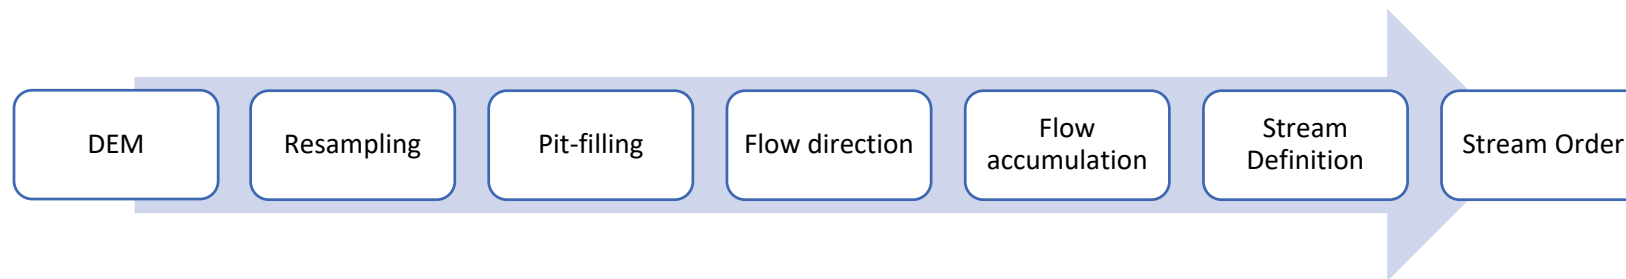 DEM
Resampling
Pit-filling
Flow direction
Flow
accumulation
Stream
Definition
Stream Order